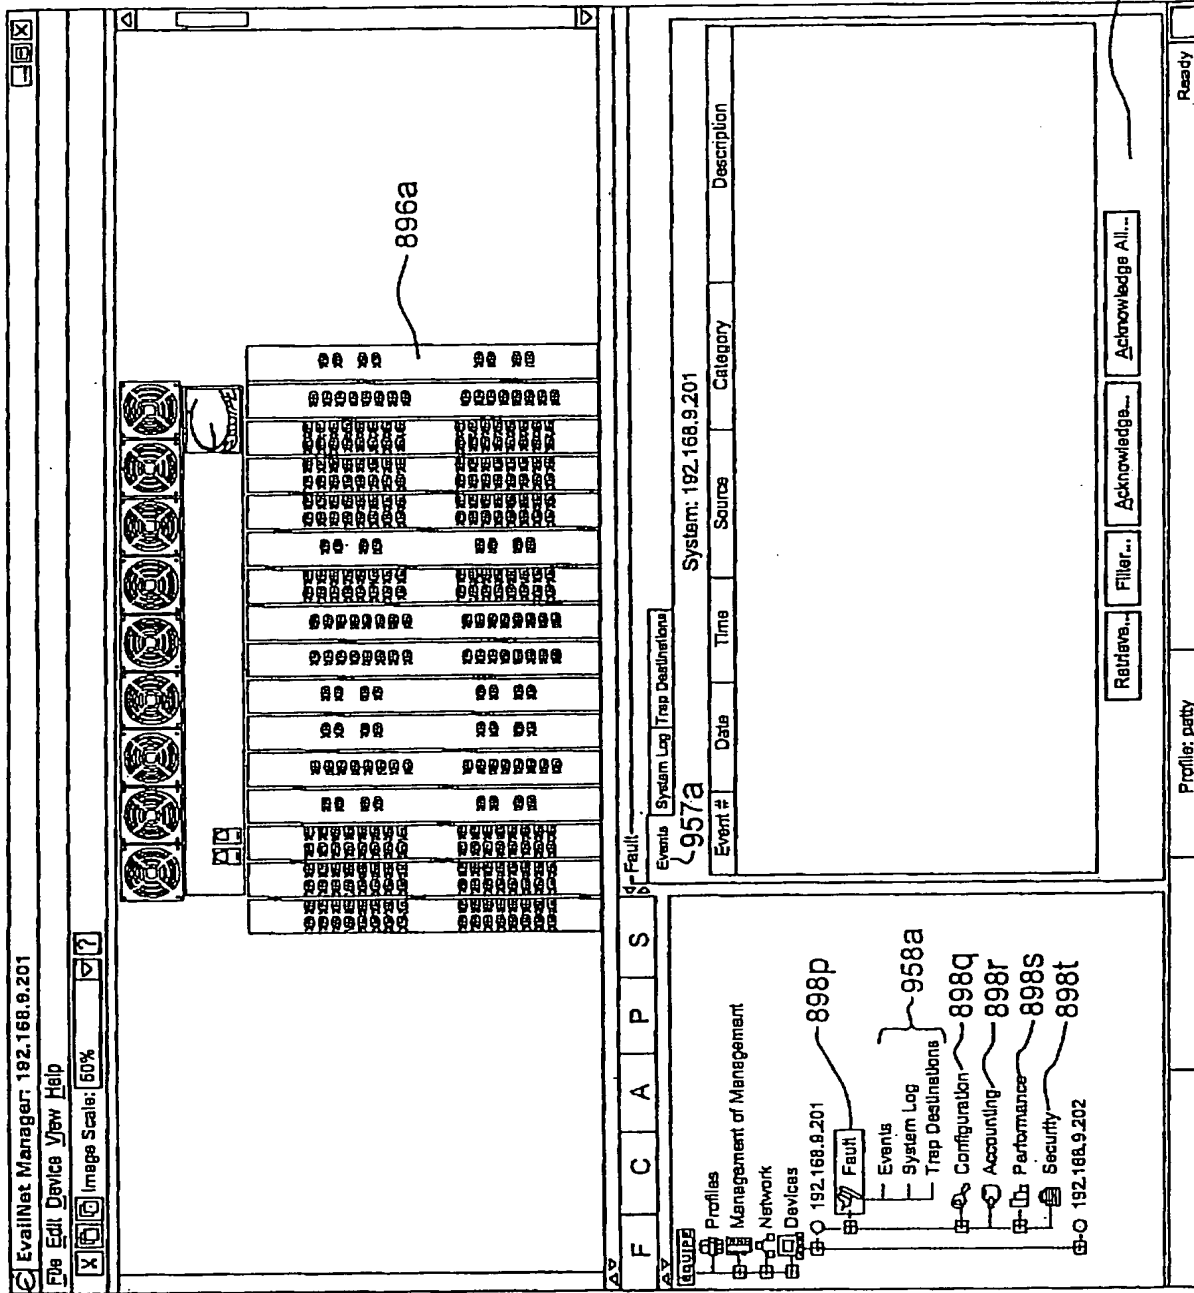 EvailNet Manager: 192.168.9.201
File Edit Device View Help
Image Scale: 50%
896a
F C A P S
EQUIPE
Profiles
Management of Management
Network
Devices
192.168.9.201
898p
Fault
Events
System Log
Trap Destinations
958a
Configuration
898q
Accounting
898r
Performance
898s
Security
898t
192.168.9.202
Fault
Events System Log Trap Destinations
957a
System: 192.168.9.201
Event # Date Time Source Category Description
Retrieve... Filter... Acknowledge... Acknowledge All...
Profile: patty
Ready